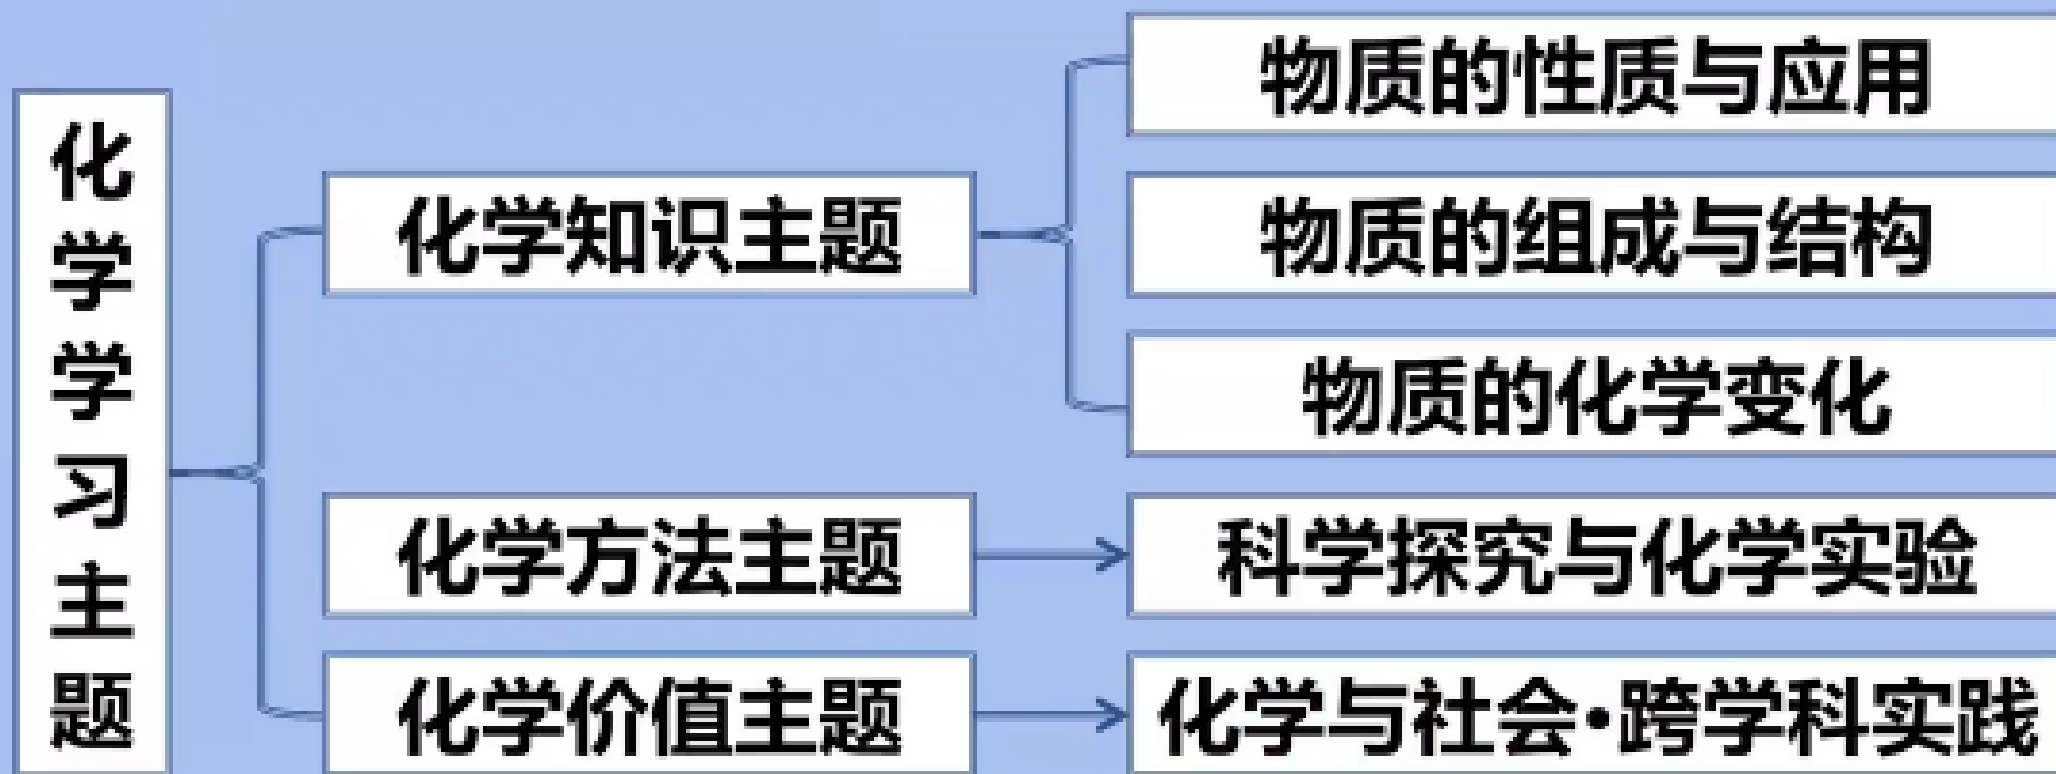 化学学习主题
化学知识主题
物质的性质与应用
物质的组成与结构
物质的化学变化
化学方法主题
科学探究与化学实验
化学价值主题
化学与社会·跨学科实践